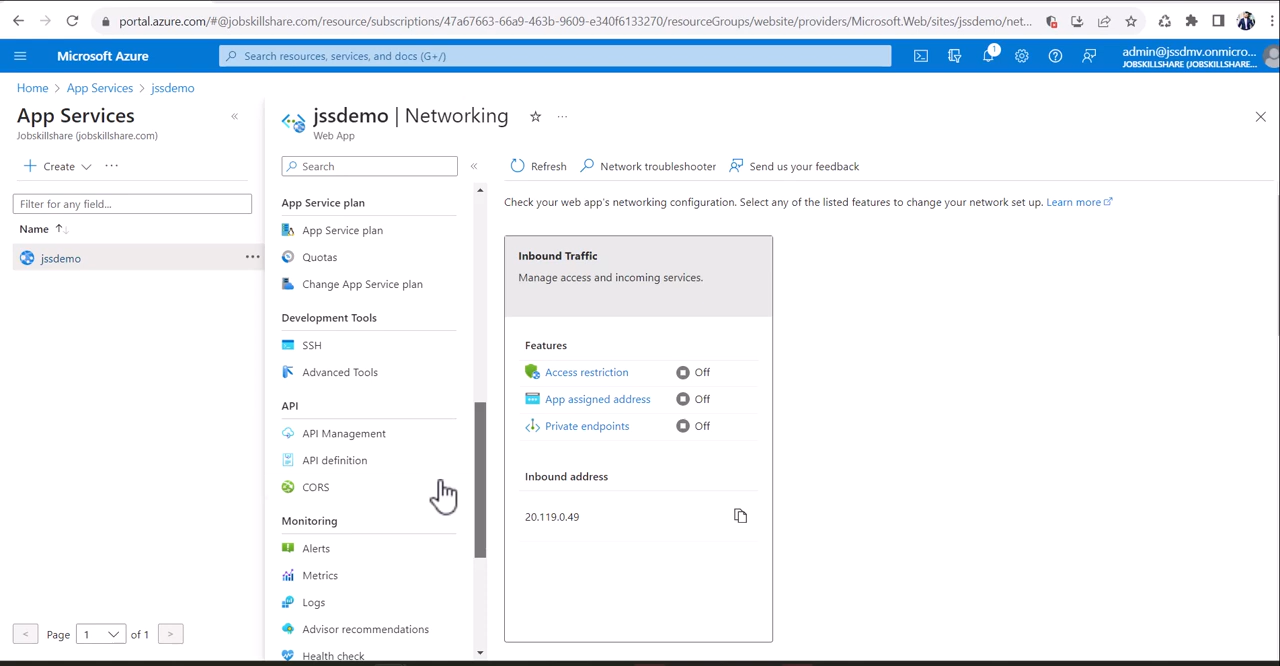 portal.azure.com/#@jobskillshare.com/resource/subscriptions/47a67663-66a9-463b-9609-e340f6133270/resourceGroups/website/providers/Microsoft.Web/sites/jssdemo/net...
Microsoft Azure
Search resources, services, and docs (G+/)
1
admin@jssdmv.onmicro...
JOBSKILLSHARE (JOBSKILLSHARE....
Home > App Services > jssdemo
App Services
Jobskillshare (jobskillshare.com)
Create
Filter for any field...
Name
jssdemo
Page 1 of 1
jssdemo | Networking
Web App
Search
App Service plan
App Service plan
Quotas
Change App Service plan
Development Tools
SSH
Advanced Tools
API
API Management
API definition
CORS
Monitoring
Alerts
Metrics
Logs
Advisor recommendations
Health check
Refresh
Network troubleshooter
Send us your feedback
Check your web app's networking configuration. Select any of the listed features to change your network set up. Learn more
Inbound Traffic
Manage access and incoming services.
Features
Access restriction Off
App assigned address Off
Private endpoints Off
Inbound address
20.119.0.49